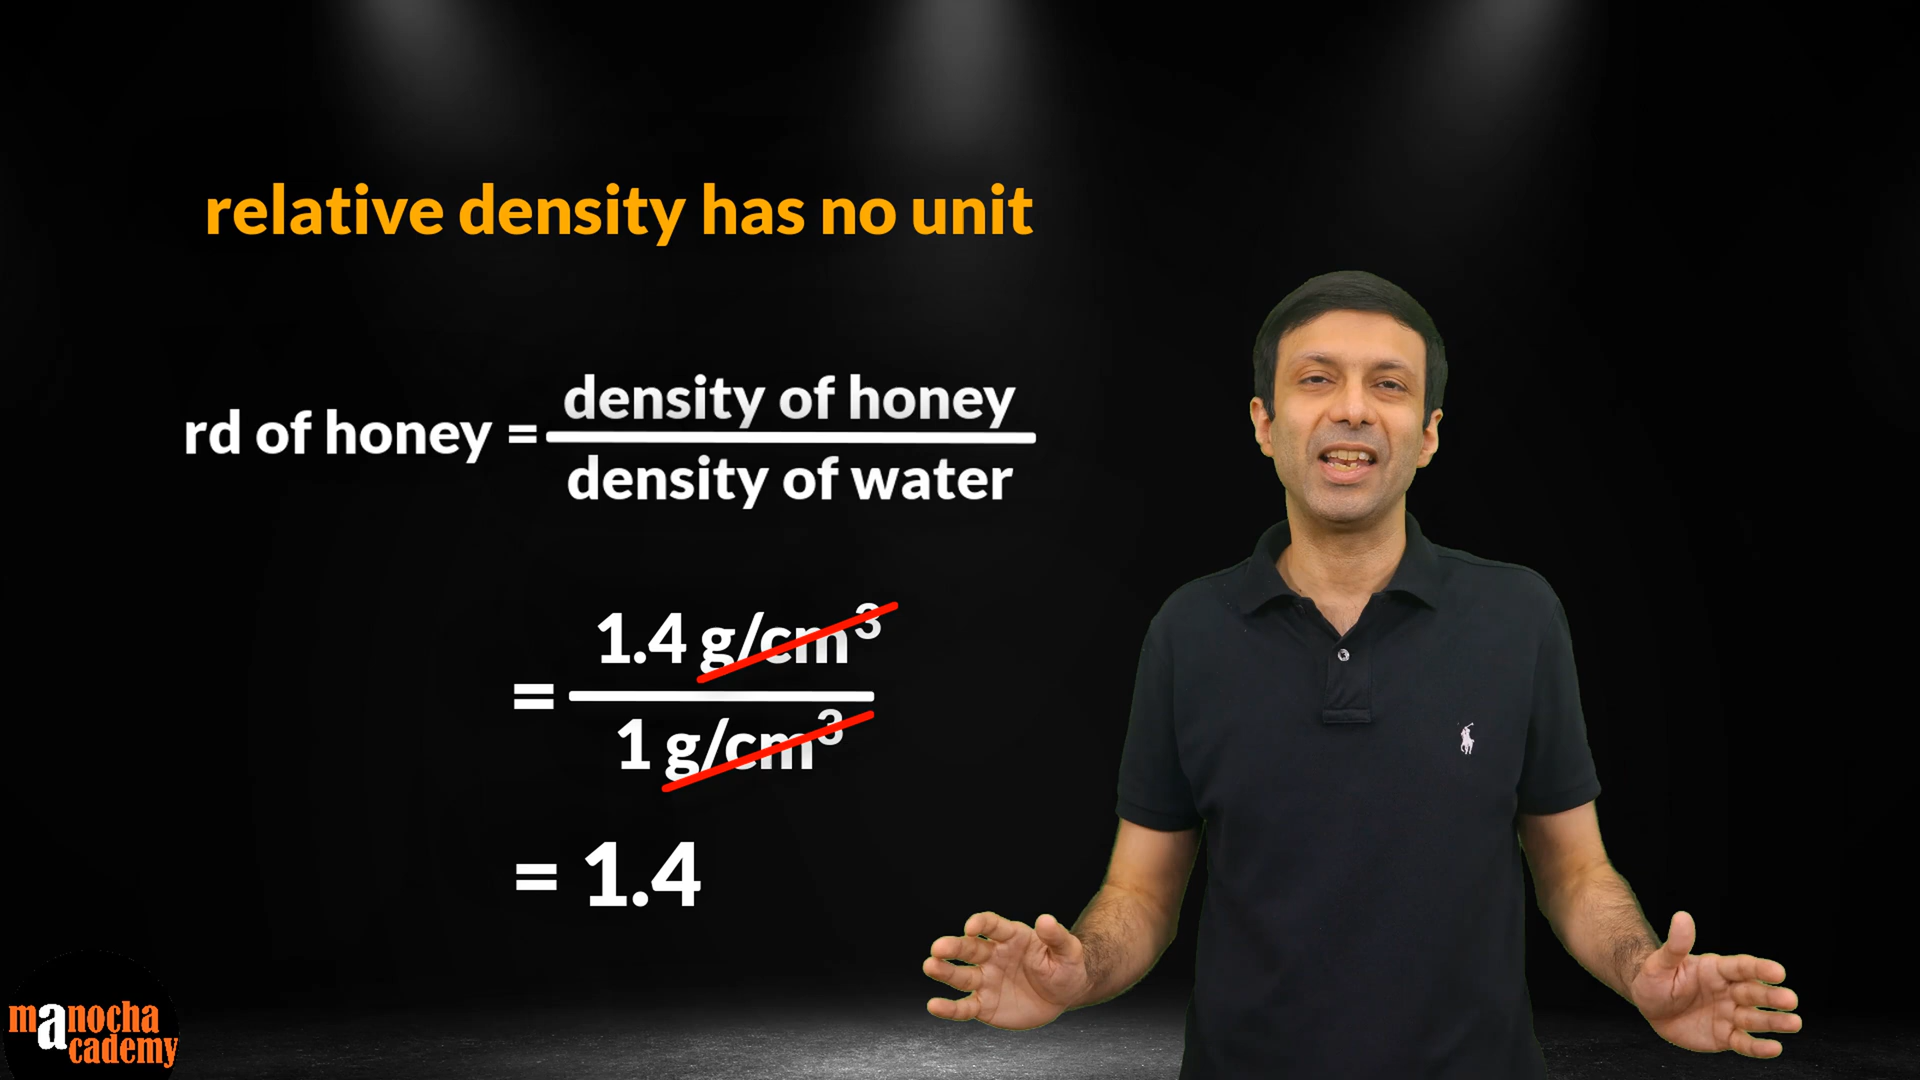 relative density has no unit
rd of honey = density of honey
density of water
= 1.4 g/cm³
1 g/cm³
= 1.4
manocha
academy